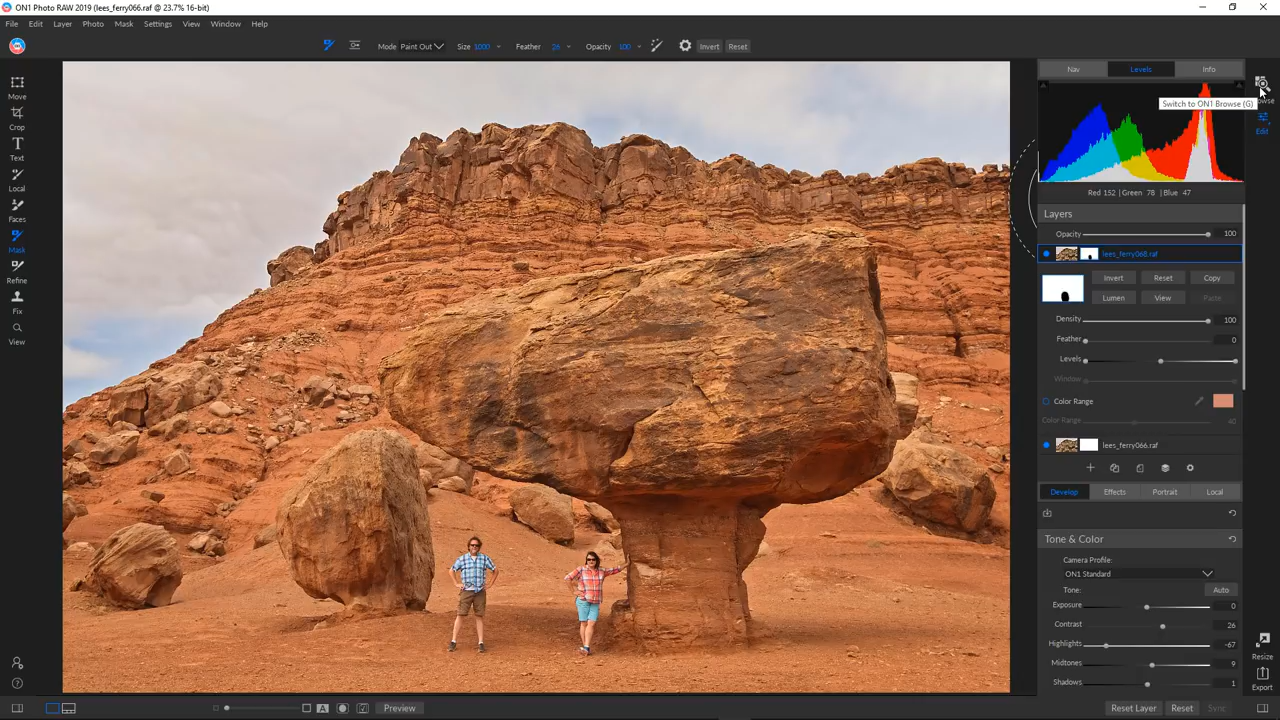 ON1 Photo RAW 2019 (lees_ferry066.raf @ 23.7% 16-bit)
File Edit Layer Photo Mask Settings View Window Help
Mode Paint Out Size 1000 Feather 26 Opacity 100 Invert Reset
Nav Levels Info
Move
Crop
Text
Local
Faces
Mask
Refine
Fix
View
Switch to ON1 Browse (G)
Edit
Red 152 | Green 78 | Blue 47
Layers
Opacity 100
lees_ferry068.raf
Invert Reset Copy
Lumen View Paste
Density 100
Feather 0
Levels
Window
Color Range
Color Range 40
lees_ferry066.raf
Develop Effects Portrait Local
Tone & Color
Camera Profile:
ON1 Standard
Tone: Auto
Exposure 0
Contrast 26
Highlights -67
Midtones 9
Shadows 1
Resize
Export
A Preview
Reset Layer Reset Sync